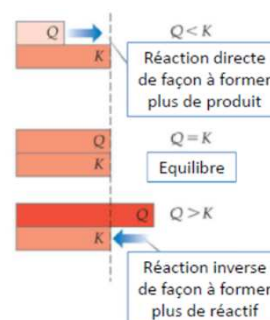 Q
Q < K
K
Réaction directe
de façon à former
plus de produit
Q
Q = K
K
Equilibre
Q
Q > K
K
Réaction inverse
de façon à former
plus de réactif